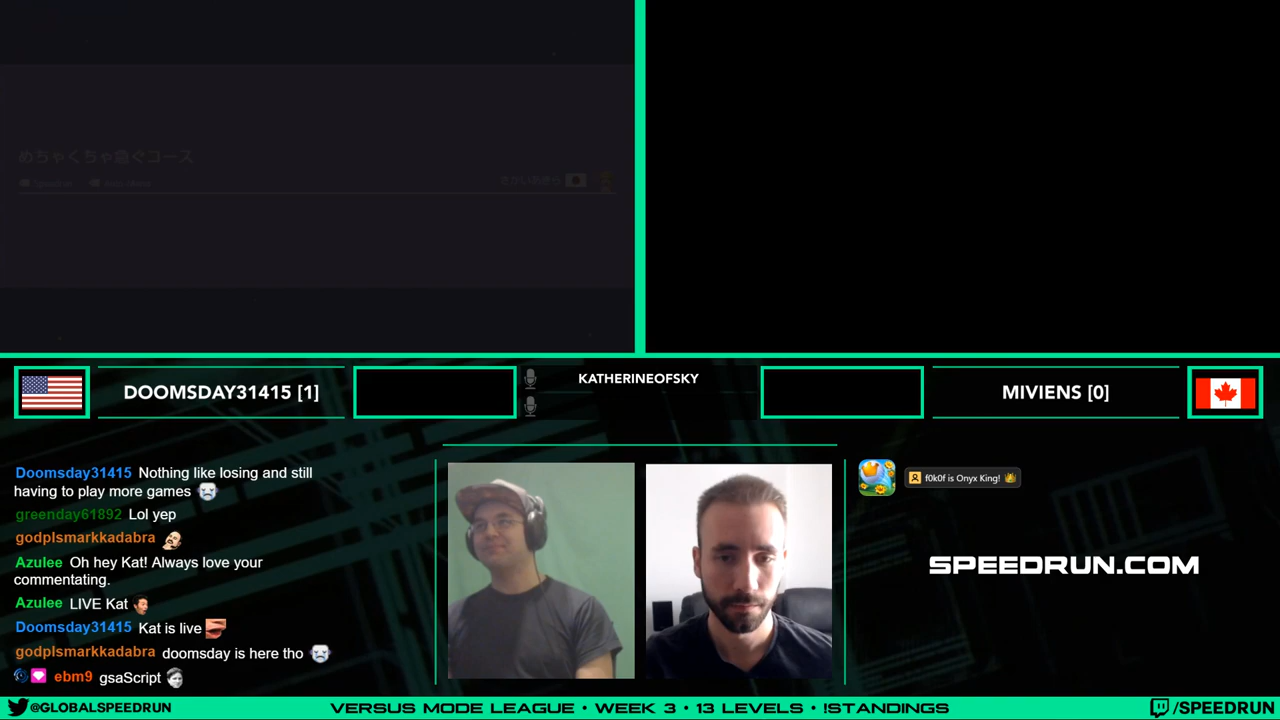 めちゃくちゃ急ぐコース
Speedrun
Auto-Mario
DOOMSDAY31415 [1]
KATHERINEOFSKY
MIVIENS [0]
Doomsday31415 Nothing like losing and still
having to play more games
greenday61892 Lol yep
godplsmarkkadabra
Azulee Oh hey Kat! Always love your
commentating.
Azulee LIVE Kat
Doomsday31415 Kat is live
godplsmarkkadabra doomsday is here tho
ebm9 gsaScript
f0k0f is Onyx King!
SPEEDRUN.COM
@GLOBALSPEEDRUN
VERSUS MODE LEAGUE • WEEK 3 • 13 LEVELS • !STANDINGS
/SPEEDRUN